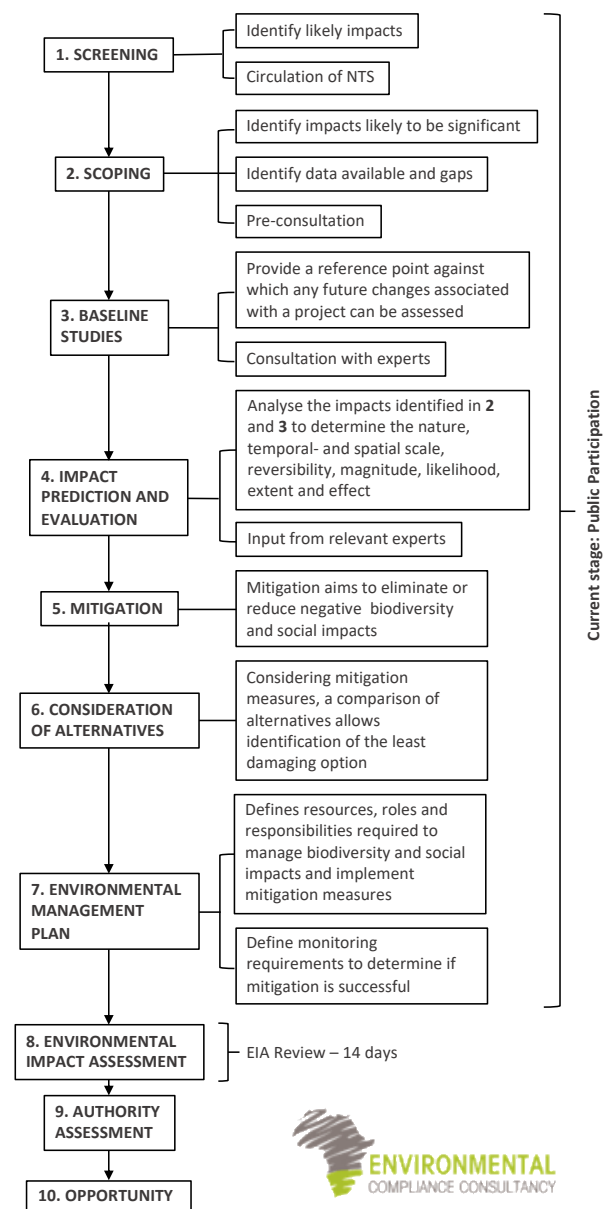 1. SCREENING
Identify likely impacts
Circulation of NTS
2. SCOPING
Identify impacts likely to be significant
Identify data available and gaps
Pre-consultation
3. BASELINE
STUDIES
Provide a reference point against
which any future changes associated
with a project can be assessed
Consultation with experts
4. IMPACT
PREDICTION AND
EVALUATION
Analyse the impacts identified in 2
and 3 to determine the nature,
temporal- and spatial scale,
reversibility, magnitude, likelihood,
extent and effect
Input from relevant experts
5. MITIGATION
Mitigation aims to eliminate or
reduce negative biodiversity
and social impacts
6. CONSIDERATION
OF ALTERNATIVES
Considering mitigation
measures, a comparison of
alternatives allows
identification of the least
damaging option
7. ENVIRONMENTAL
MANAGEMENT
PLAN
Defines resources, roles and
responsibilities required to
manage biodiversity and social
impacts and implement
mitigation measures
Define monitoring
requirements to determine if
mitigation is successful
Current stage: Public Participation
8. ENVIRONMENTAL
IMPACT ASSESSMENT
EIA Review – 14 days
9. AUTHORITY
ASSESSMENT
10. OPPORTUNITY
ENVIRONMENTAL
COMPLIANCE CONSULTANCY